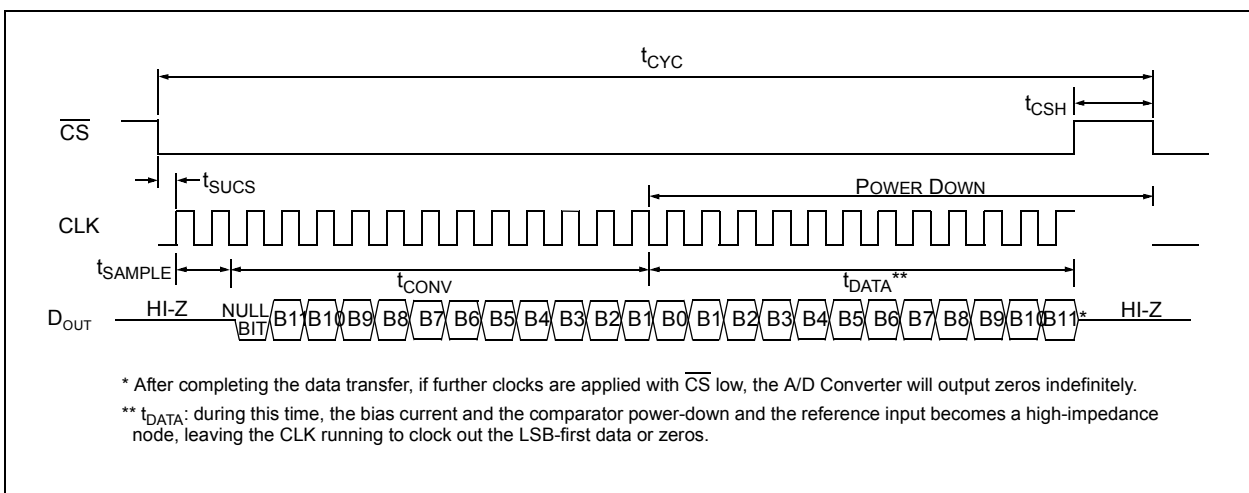 tCYC
tCSH
CS
tSUCS
POWER DOWN
CLK
tSAMPLE
tCONV
tDATA**
DOUT
HI-Z
NULL
BIT
B11 B10 B9 B8 B7 B6 B5 B4 B3 B2 B1 B0 B1 B2 B3 B4 B5 B6 B7 B8 B9 B10 B11 *
HI-Z
* After completing the data transfer, if further clocks are applied with CS low, the A/D Converter will output zeros indefinitely.
** tDATA: during this time, the bias current and the comparator power-down and the reference input becomes a high-impedance
node, leaving the CLK running to clock out the LSB-first data or zeros.